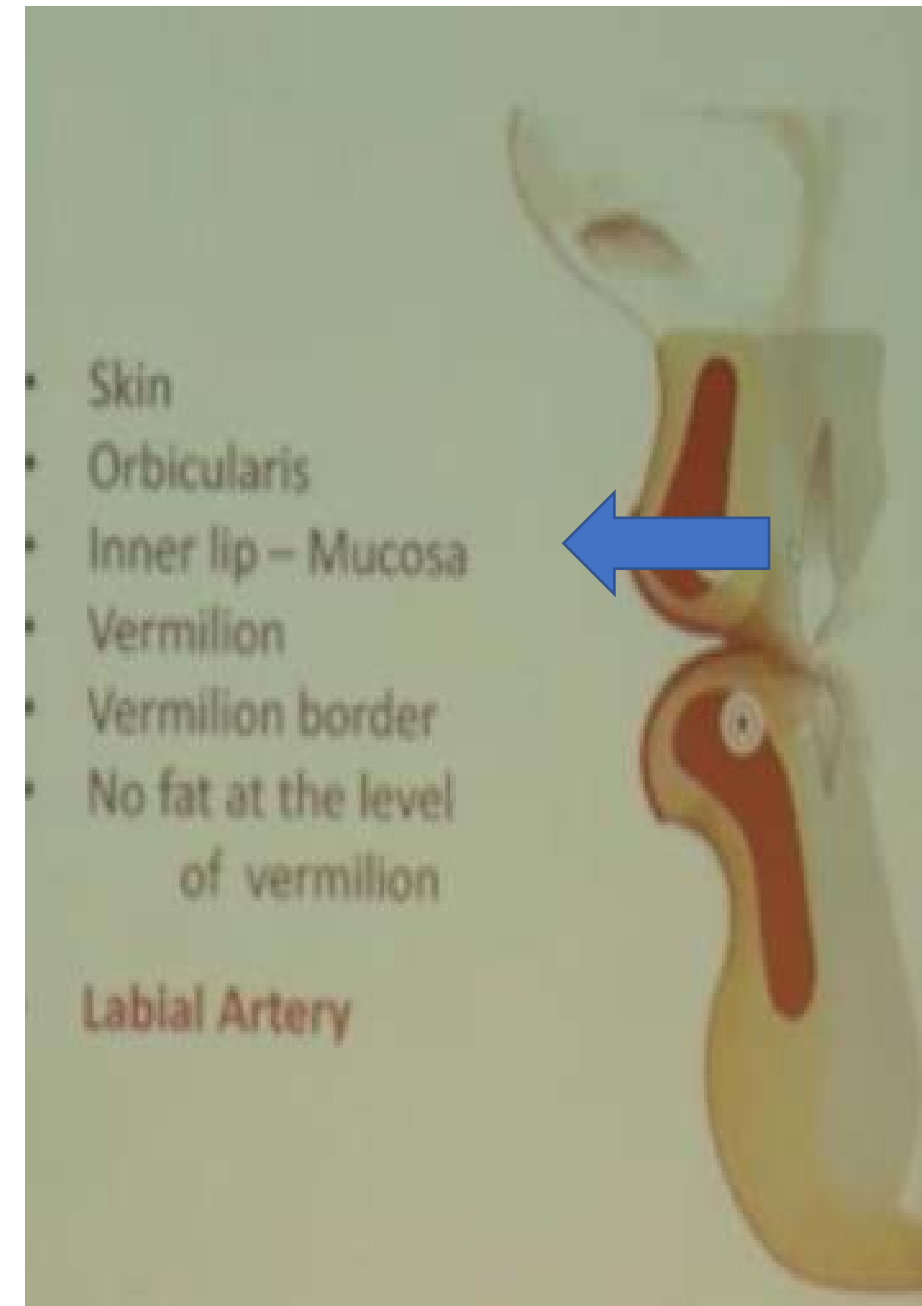 • Skin
• Orbicularis
• Inner lip – Mucosa
• Vermilion
• Vermilion border
• No fat at the level
of vermilion
Labial Artery